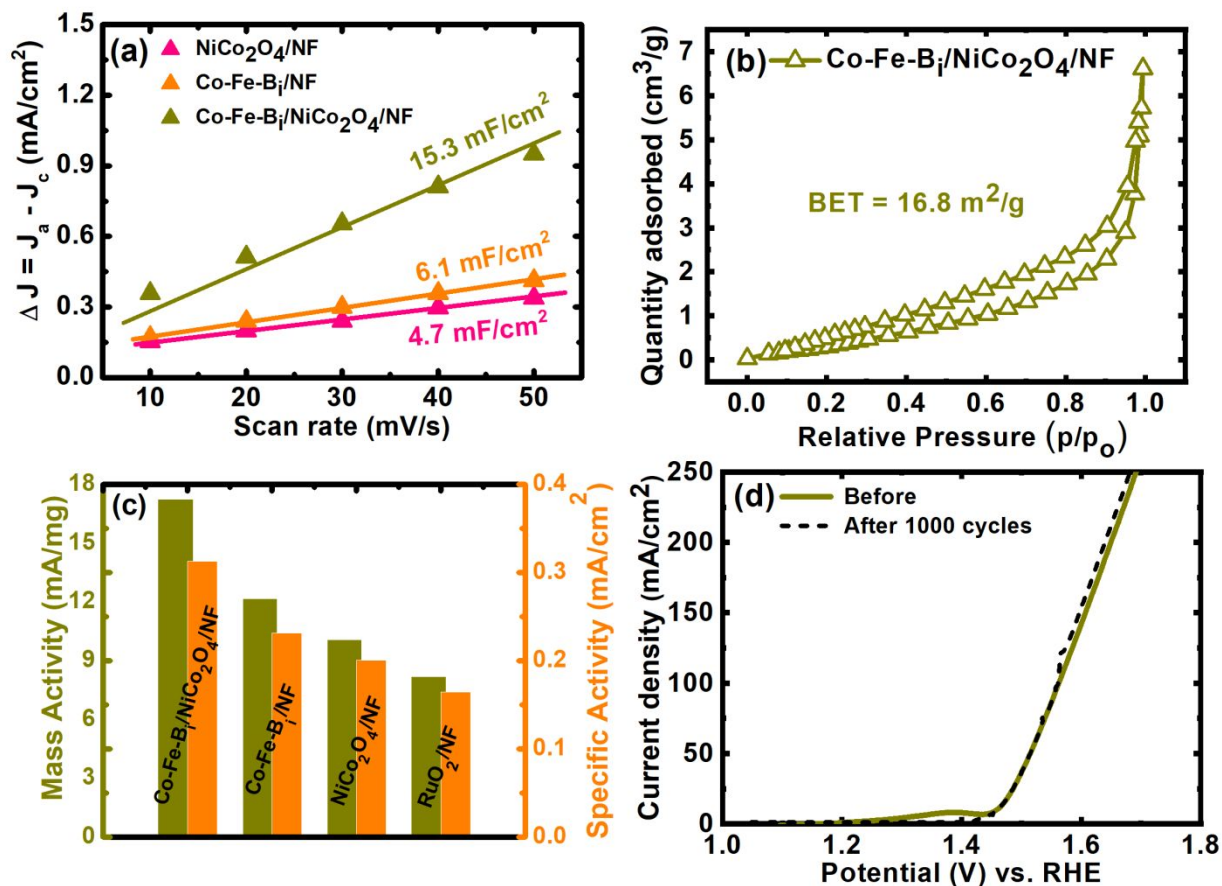 (a)
NiCo2O4/NF
Co-Fe-Bi/NF
Co-Fe-Bi/NiCo2O4/NF
15.3 mF/cm2
6.1 mF/cm2
4.7 mF/cm2
Δ J = Ja - Jc (mA/cm2)
1.5
1.2
0.9
0.6
0.3
0.0
10 20 30 40 50
Scan rate (mV/s)
(b)
Co-Fe-Bi/NiCo2O4/NF
BET = 16.8 m2/g
Quantity adsorbed (cm3/g)
7
6
5
4
3
2
1
0
0.0 0.2 0.4 0.6 0.8 1.0
Relative Pressure (p/po)
(c)
Mass Activity (mA/mg)
18
15
12
9
6
3
0
Co-Fe-Bi/NiCo2O4/NF
Co-Fe-Bi/NF
NiCo2O4/NF
RuO2/NF
0.4
0.3
0.2
0.1
0.0
Specific Activity (mA/cm2)
(d)
Before
After 1000 cycles
Current density (mA/cm2)
250
200
150
100
50
0
1.0 1.2 1.4 1.6 1.8
Potential (V) vs. RHE